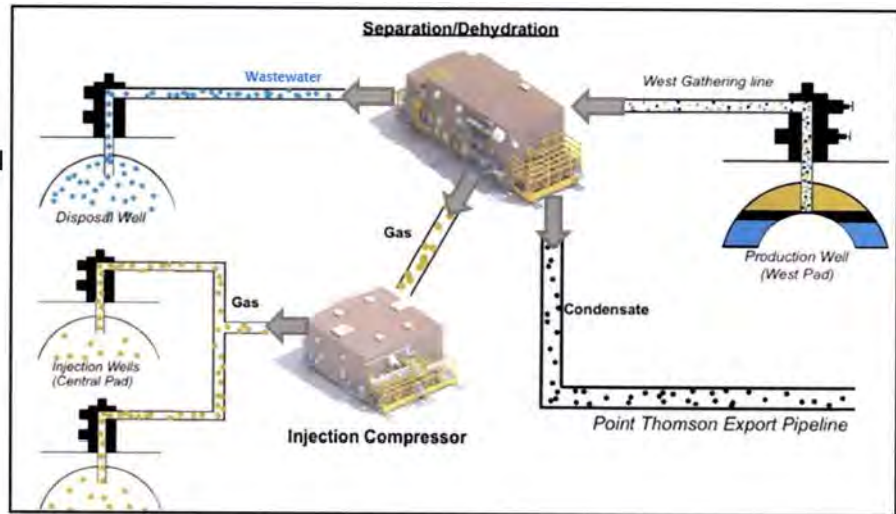 Separation/Dehydration
Wastewater
West Gathering line
Disposal Well
Gas
Production Well
(West Pad)
Gas
Condensate
Injection Wells
(Central Pad)
Injection Compressor
Point Thomson Export Pipeline